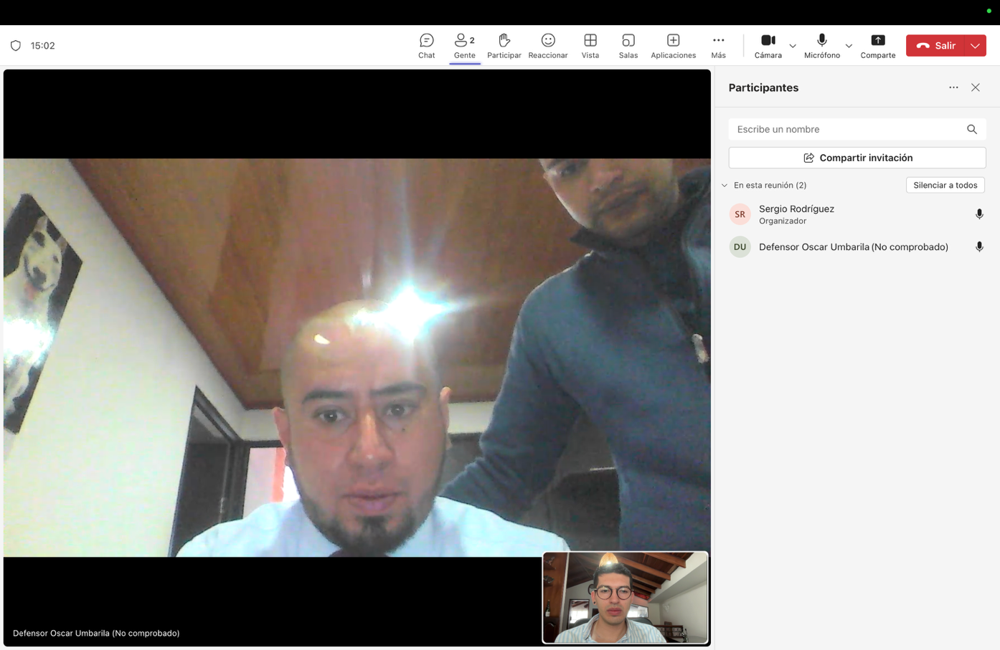 15:02
Chat
Gente
2
Participar
Reaccionar
Vista
Salas
Aplicaciones
Más
Cámara
Micrófono
Comparte
Salir
Participantes
Escribe un nombre
Compartir invitación
En esta reunión (2)
Silenciar a todos
SR
Sergio Rodríguez
Organizador
DU
Defensor Oscar Umbarila (No comprobado)
Defensor Oscar Umbarila (No comprobado)